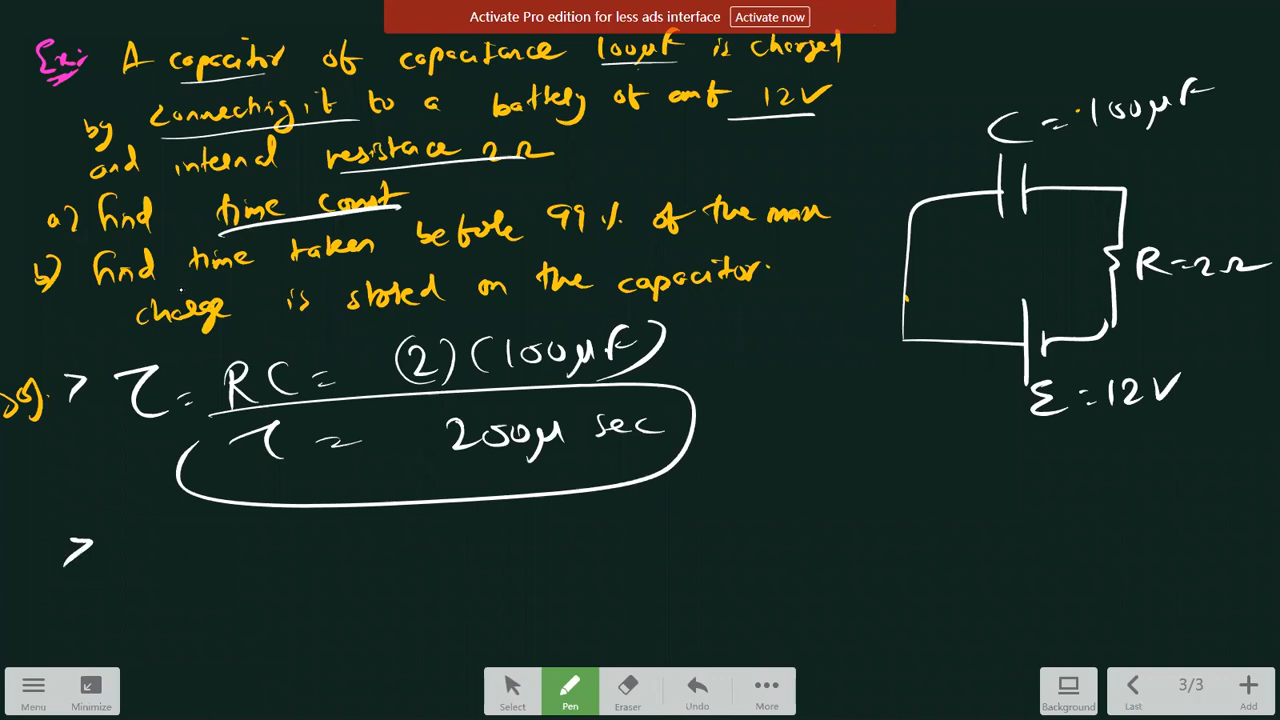 Activate Pro edition for less ads interface Activate now
Ex: A capacitor of capacitance 100μF is charged
by connecting it to a battery of emf 12V
and internal resistace 2Ω
a) find time const
b) find time taken before 99% of the max
charge is stored on the capacitor.
C = 100μF
R = 2Ω
Σ = 12V
Sol. > τ = RC = (2) (100μF)
τ = 200μ sec
>
Menu Minimize Select Pen Eraser Undo More Background Last 3/3 Add